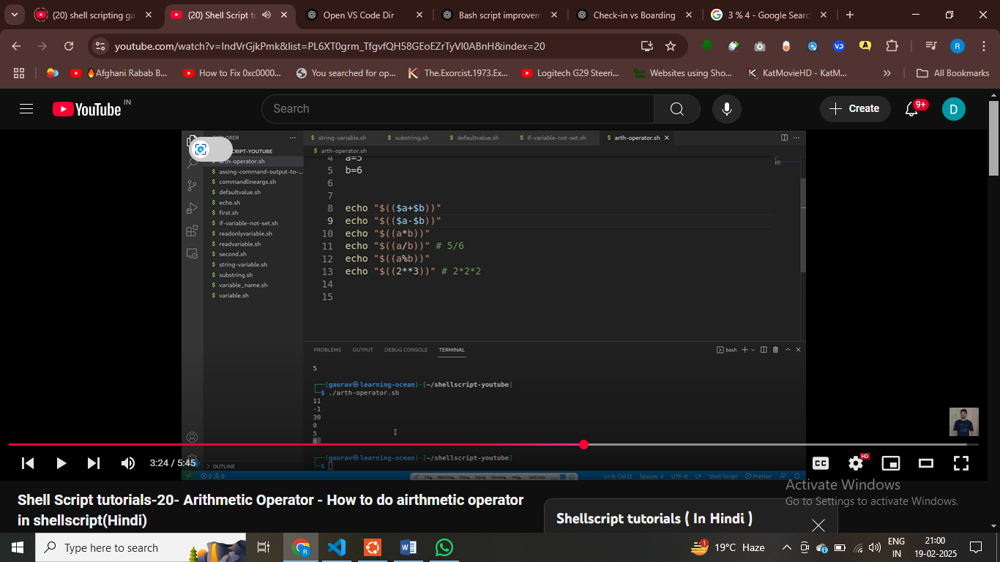 (20) shell scripting ga
(20) Shell Script tu
Open VS Code Dir
Bash script improvem
Check-in vs Boarding
3 % 4 - Google Searc
youtube.com/watch?v=IndVrGjkPmk&list=PL6XT0grm_TfgvfQH58GEoEZrTyVI0ABnH&index=20
Afghani Rabab B...
How to Fix 0xc0000...
You searched for op...
The.Exorcist.1973.Ex...
Logitech G29 Steeri...
Websites using Sho...
KatMovieHD - KatM...
All Bookmarks
YouTube IN
Search
Create
9+
D
EXPLORER
SCRIPT-YOUTUBE
arth-operator.sh
assing-command-output-to-...
commandlineargs.sh
defaultvalue.sh
echo.sh
first.sh
if-variable-not-set.sh
readonlyvariable.sh
readvariable.sh
second.sh
string-variable.sh
substring.sh
variable_name.sh
variable.sh
OUTLINE
string-variable.sh
substring.sh
defaultvalue.sh
if-variable-not-set.sh
arth-operator.sh
arth-operator.sh
4 a=5
5 b=6
6
7
8 echo "$(($a+$b))"
9 echo "$(($a-$b))"
10 echo "$((a*b))"
11 echo "$((a/b))" # 5/6
12 echo "$((a%b))"
13 echo "$((2**3))" # 2*2*2
14
15
PROBLEMS OUTPUT DEBUG CONSOLE TERMINAL
bash
5
(gaurav㉿learning-ocean)-[~/shellscript-youtube]
$ ./arth-operator.sh
11
-1
30
0
5
8
(gaurav㉿learning-ocean)-[~/shellscript-youtube]
$
0 0
File Machine View Input Devices Help
Ln 9, Col 11 Spaces: 4 UTF-8 LF Shell Script Prettier
3:24 / 5:45
CC
HD
Shell Script tutorials-20- Arithmetic Operator - How to do airthmetic operator
in shellscript(Hindi)
Shellscript tutorials ( In Hindi )
Activate Windows
Go to Settings to activate Windows.
Type here to search
19°C Haze
ENG
IN
21:00
19-02-2025